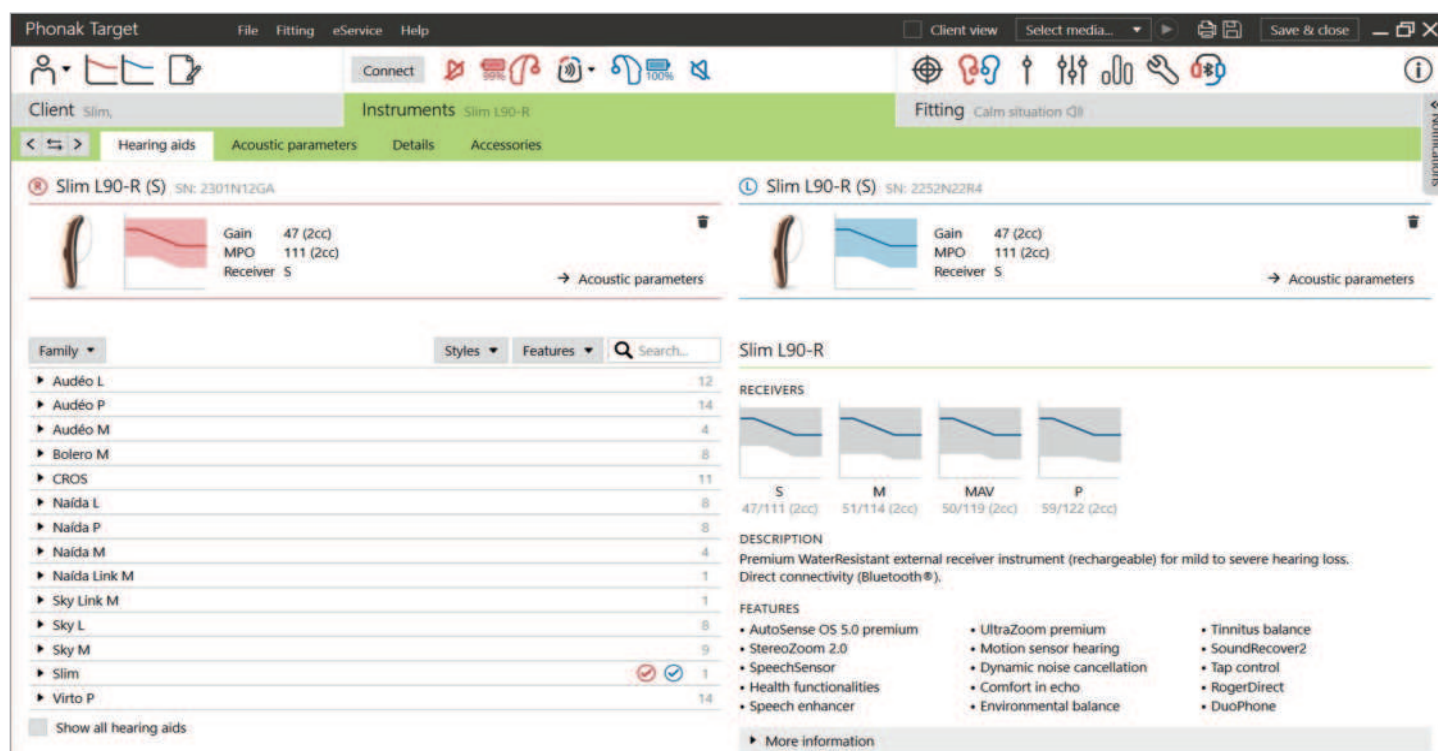 Phonak Target File Fitting eService Help Client view Select media... Save & close
Connect 99% 100%
Client Slim, Instruments Slim L90-R Fitting Calm situation
Notifications
Hearing aids Acoustic parameters Details Accessories
R Slim L90-R (S) SN: 2301N12GA
Gain 47 (2cc)
MPO 111 (2cc)
Receiver S
→ Acoustic parameters
L Slim L90-R (S) SN: 2252N22R4
Gain 47 (2cc)
MPO 111 (2cc)
Receiver S
→ Acoustic parameters
Family Styles Features Search...
Audéo L 12
Audéo P 14
Audéo M 4
Bolero M 8
CROS 11
Naída L 8
Naída P 8
Naída M 4
Naída Link M 1
Sky Link M 1
Sky L 8
Sky M 9
Slim 1
Virto P 14
Show all hearing aids
Slim L90-R
RECEIVERS
S M MAV P
47/111 (2cc) 51/114 (2cc) 50/119 (2cc) 59/122 (2cc)
DESCRIPTION
Premium WaterResistant external receiver instrument (rechargeable) for mild to severe hearing loss.
Direct connectivity (Bluetooth®).
FEATURES
• AutoSense OS 5.0 premium
• StereoZoom 2.0
• SpeechSensor
• Health functionalities
• Speech enhancer
• UltraZoom premium
• Motion sensor hearing
• Dynamic noise cancellation
• Comfort in echo
• Environmental balance
• Tinnitus balance
• SoundRecover2
• Tap control
• RogerDirect
• DuoPhone
More information